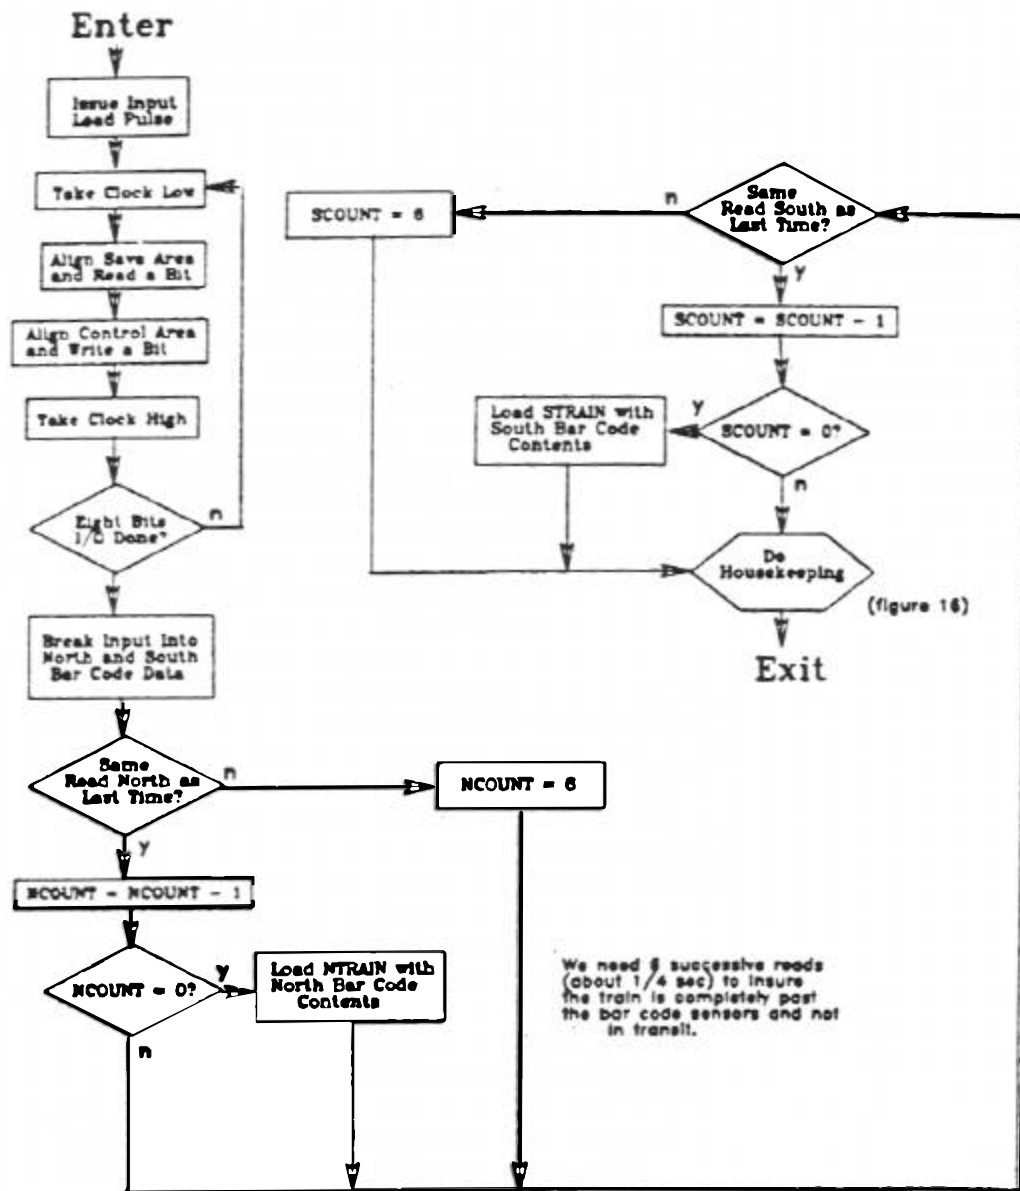 Enter
Issue Input
Load Pulse
Take Clock Low
Align Save Area
and Read a Bit
Align Control Area
and Write a Bit
Take Clock High
Eight Bits
I/O Done?
n
Break Input Into
North and South
Bar Code Data
Same
Read North as
Last Time?
n
NCOUNT = 6
y
NCOUNT = NCOUNT - 1
NCOUNT = 0?
y
Load NTRAIN with
North Bar Code
Contents
n
Same
Read South as
Last Time?
n
SCOUNT = 6
y
SCOUNT = SCOUNT - 1
SCOUNT = 0?
y
Load STRAIN with
South Bar Code
Contents
n
Do
Housekeeping
(figure 16)
Exit
We need 6 successive reads
(about 1/4 sec) to insure
the train is completely past
the bar code sensors and not
in transit.